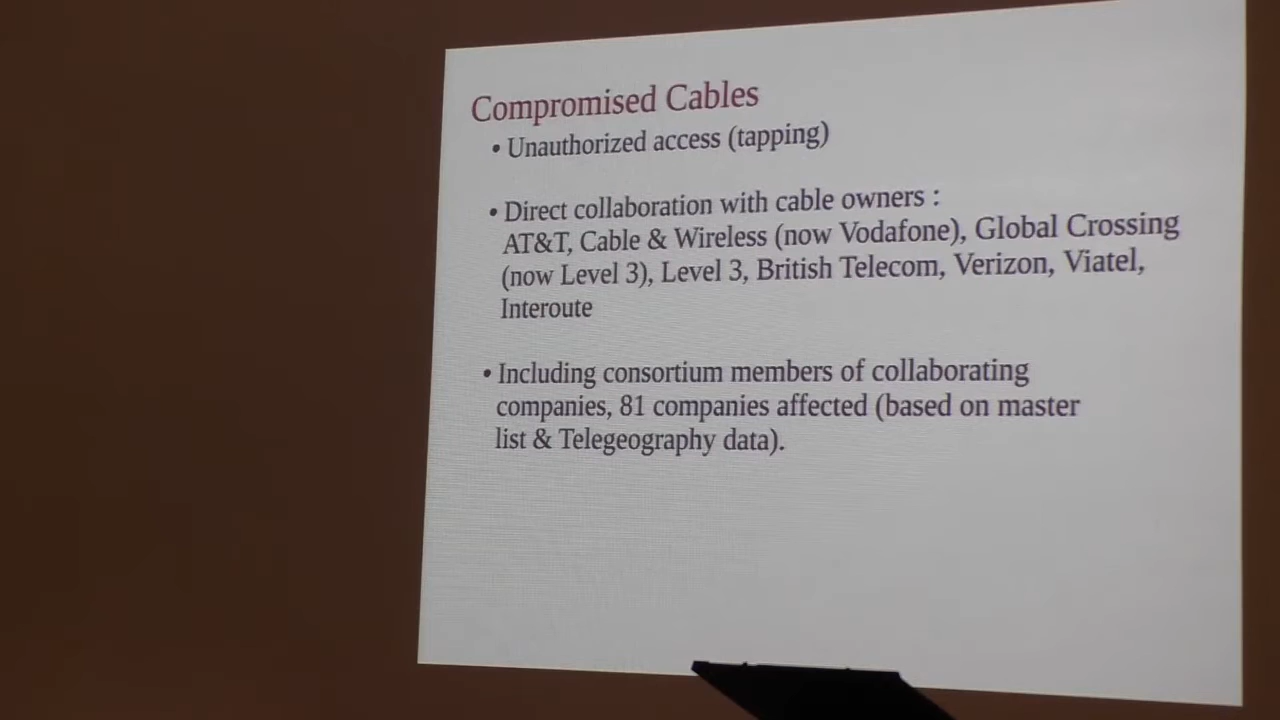 Compromised Cables
• Unauthorized access (tapping)
• Direct collaboration with cable owners :
AT&T, Cable & Wireless (now Vodafone), Global Crossing
(now Level 3), Level 3, British Telecom, Verizon, Viatel,
Interoute
• Including consortium members of collaborating
companies, 81 companies affected (based on master
list & Telegeography data).